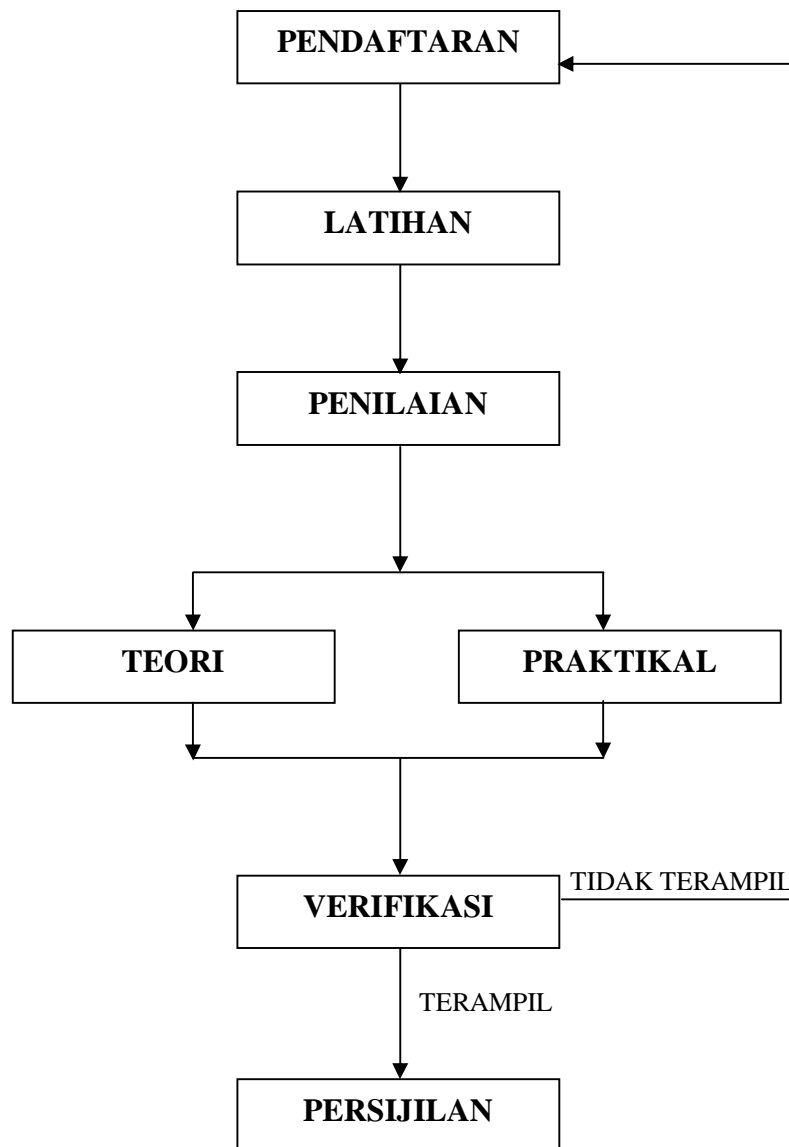 PENDAFTARAN
LATIHAN
PENILAIAN
TEORI
PRAKTIKAL
TIDAK TERAMPIL
VERIFIKASI
TERAMPIL
PERSIJILAN